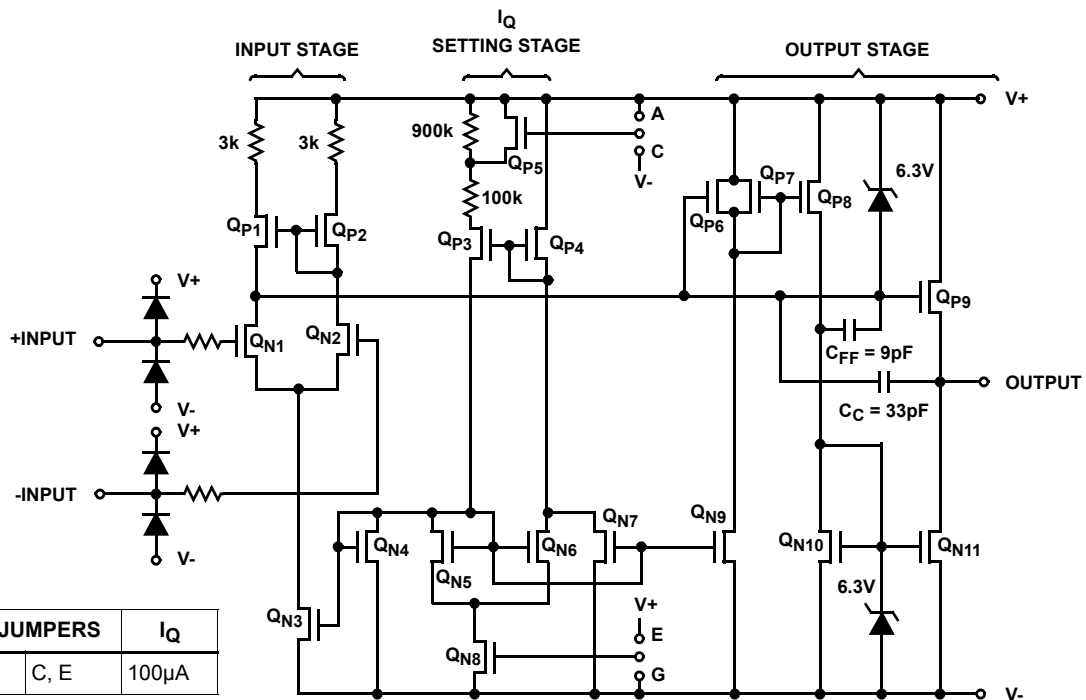 IQ
INPUT STAGE
SETTING STAGE
OUTPUT STAGE
V+
3k
3k
900k
QP5
A
C
V-
100k
QP1
QP2
QP3
QP4
QP6
QP7
QP8
6.3V
QP9
V+
+INPUT
QN1
QN2
CFF = 9pF
OUTPUT
CC = 33pF
V-
V+
-INPUT
V-
QN4
QN5
QN6
QN7
QN9
QN10
QN11
6.3V
QN3
QN8
V+
E
G
V-
JUMPERS IQ
C, E 100µA